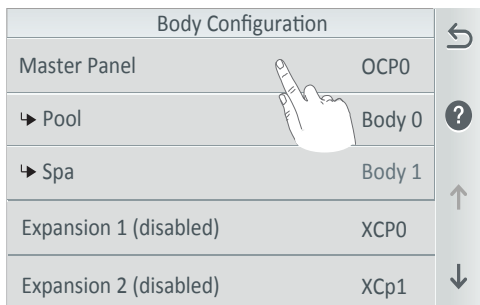 Body Configuration
Master Panel OCP0
↳ Pool Body 0
↳ Spa Body 1
Expansion 1 (disabled) XCP0
Expansion 2 (disabled) XCp1
?